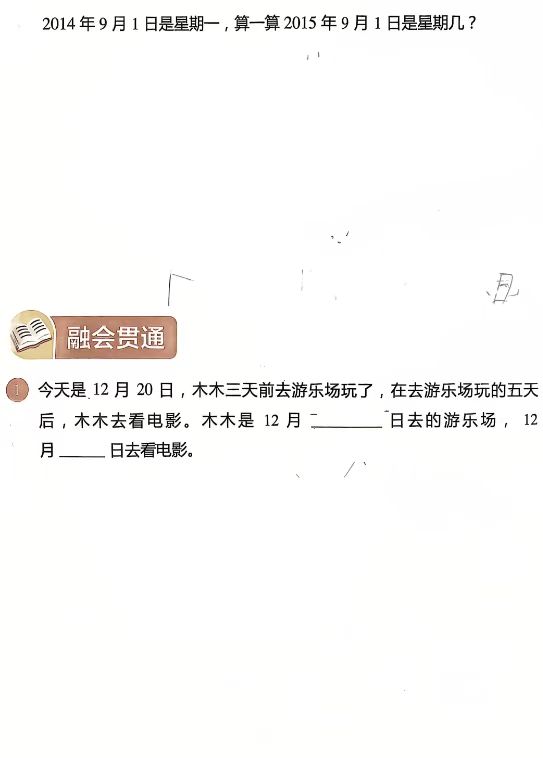 2014 年 9 月 1 日是星期一，算一算 2015 年 9 月 1 日是星期几？
融会贯通
1 今天是 12 月 20 日，木木三天前去游乐场玩了，在去游乐场玩的五天
后，木木去看电影。木木是 12 月 ________ 日去的游乐场， 12
月 ______ 日去看电影。